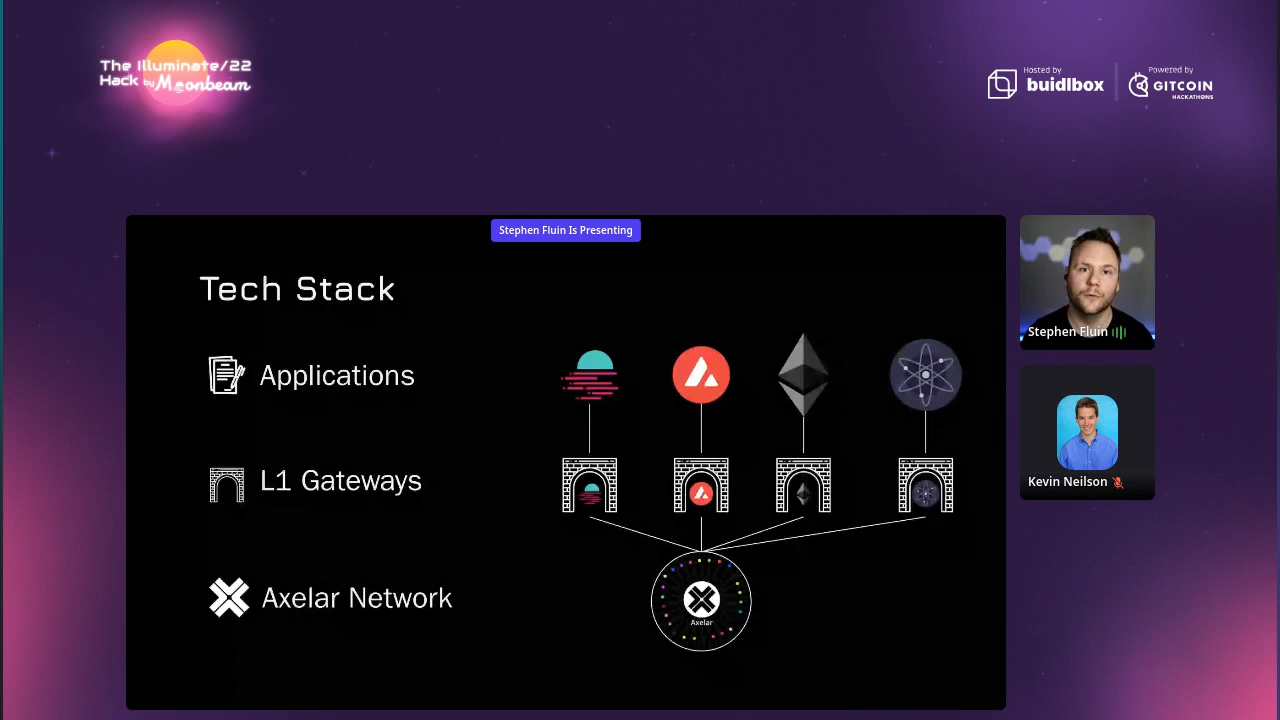 The Illuminate/22
Hack by Moonbeam
Hosted by
buidlbox
Powered by
GITCOIN
HACKATHONS
Stephen Fluin Is Presenting
Tech Stack
Applications
L1 Gateways
Axelar Network
Axelar
Stephen Fluin
Kevin Neilson